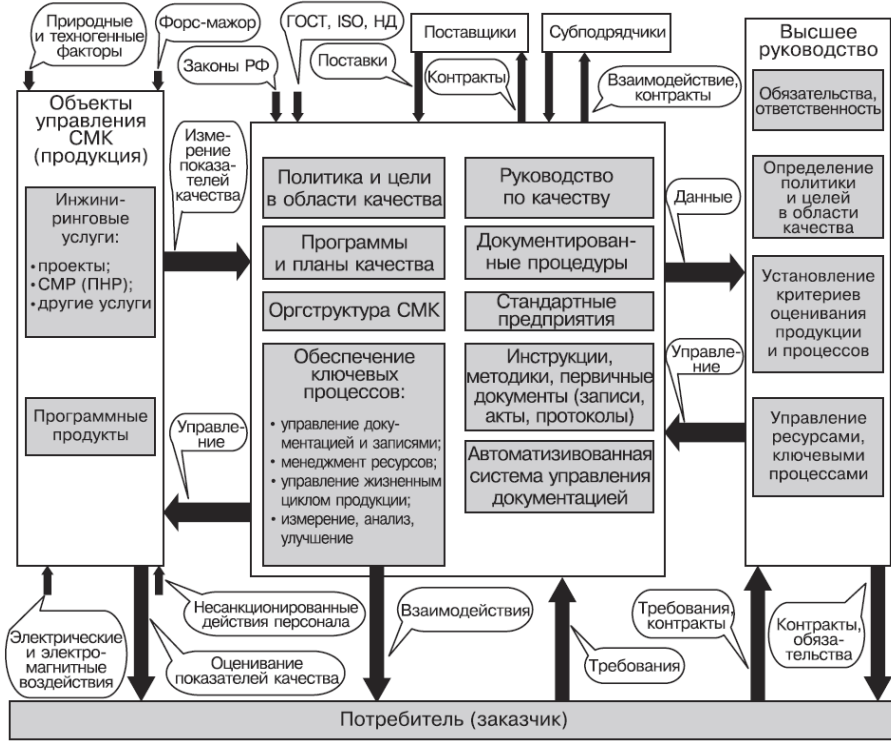 Природные
и техногенные
факторы
Форс-мажор
Законы РФ
ГОСТ, ISO, НД
Поставщики
Поставки
Контракты
Субподрядчики
Взаимодействие,
контракты
Объекты
управления
СМК
(продукция)
Инжини-
ринговые
услуги:
• проекты;
• СМР (ПНР);
• другие услуги
Программные
продукты
Изме-
рение
показа-
телей
качества
Управле-
ние
Политика и цели
в области качества
Программы
и планы качества
Оргструктура СМК
Обеспечение
ключевых
процессов:
• управление доку-
ментацией и записями;
• менеджмент ресурсов;
• управление жизненным
циклом продукции;
• измерение, анализ,
улучшение
Руководство
по качеству
Документирован-
ные процедуры
Стандартные
предприятия
Инструкции,
методики, первичные
документы (записи,
акты, протоколы)
Автоматизивованная
система управления
документацией
Данные
Управле-
ние
Высшее
руководство
Обязательства,
ответственность
Определение
политики
и целей
в области
качества
Установление
критериев
оценивания
продукции
и процессов
Управление
ресурсами,
ключевыми
процессами
Электрические
и электро-
магнитные
воздействия
Несанкционированные
действия персонала
Оценивание
показателей качества
Взаимодействия
Требования
Требования,
контракты
Контракты,
обяза-
тельства
Потребитель (заказчик)